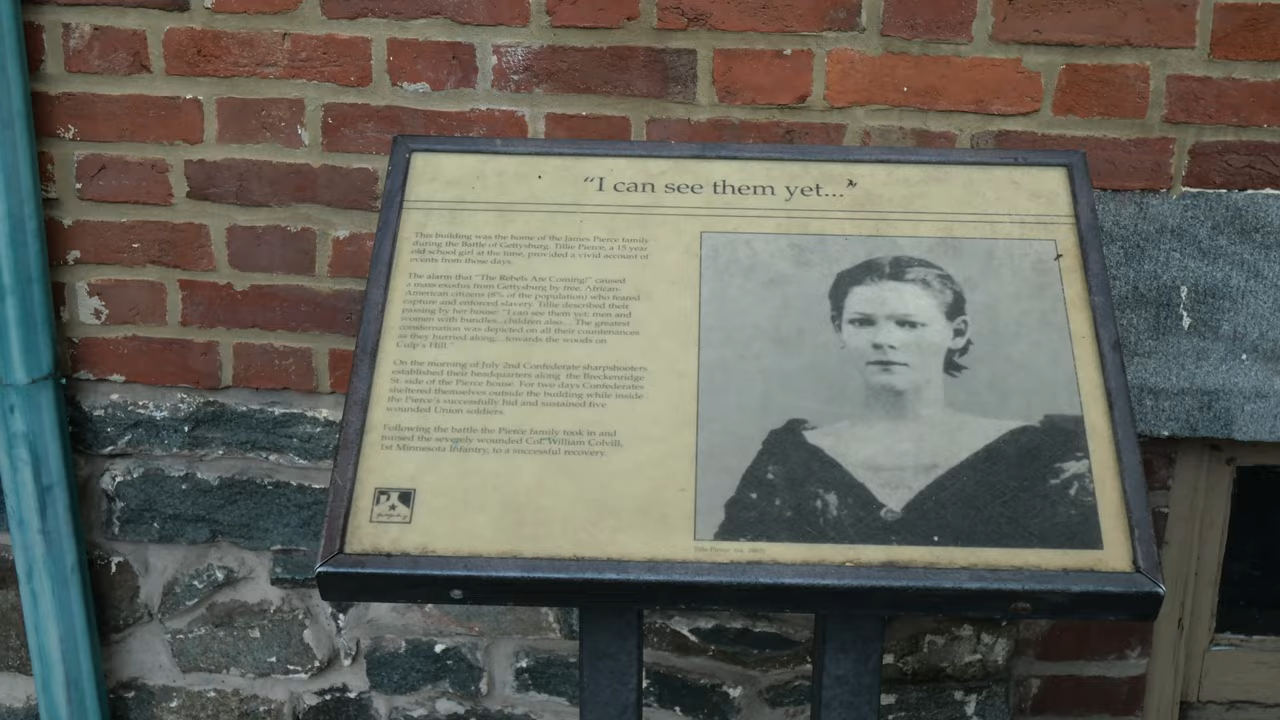 “I can see them yet...”
This building was the home of the James Pierce family
during the Battle of Gettysburg. Tillie Pierce, a 15 year
old school girl at the time, provided a vivid account of
events from those days.
The alarm that “The Rebels Are Coming!” caused
a mass exodus from Gettysburg by free, African-
American citizens (8% of the population) who feared
capture and enforced slavery. Tillie described their
passing by her house: “I can see them yet; men and
women with bundles...children also... The greatest
consternation was depicted on all their countenances
as they hurried along...towards the woods on
Culp's Hill.”
On the morning of July 2nd Confederate sharpshooters
established their headquarters along the Breckenridge
St. side of the Pierce house. For two days Confederates
sheltered themselves outside the building while inside
the Pierce's successfully hid and sustained five
wounded Union soldiers.
Following the battle the Pierce family took in and
nursed the severely wounded Col. William Colvill,
1st Minnesota Infantry, to a successful recovery.
Tillie Pierce